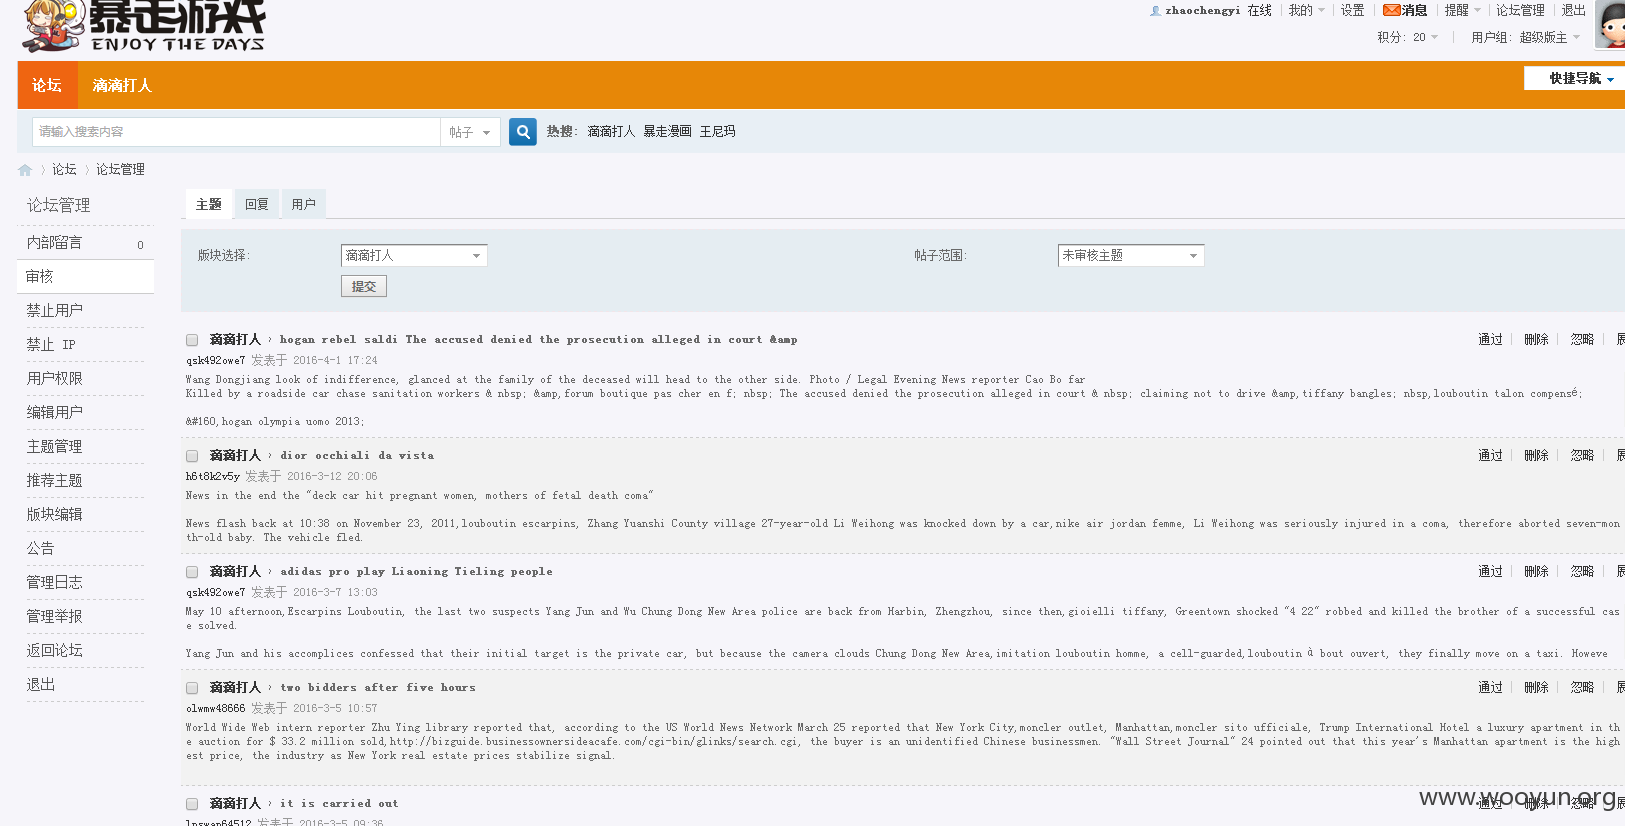 暴走游戏
ENJOY THE DAYS
zhaochengyi 在线 我的 设置 消息 提醒 论坛管理 退出
积分: 20 用户组: 超级版主
论坛 滴滴打人 快捷导航
请输入搜索内容 帖子 热搜: 滴滴打人 暴走漫画 王尼玛
论坛 › 论坛管理
论坛管理
内部留言 0
审核
禁止用户
禁止 IP
用户权限
编辑用户
主题管理
推荐主题
版块编辑
公告
管理日志
管理举报
返回论坛
退出
主题 回复 用户
版块选择: 滴滴打人 帖子范围: 未审核主题
提交
滴滴打人 › hogan rebel saldi The accused denied the prosecution alleged in court &amp 通过 删除 忽略
qsk492owe7 发表于 2016-4-1 17:24
Wang Dongjiang look of indifference, glanced at the family of the deceased will head to the other side. Photo / Legal Evening News reporter Cao Bo far
Killed by a roadside car chase sanitation workers & nbsp; &amp,forum boutique pas cher en f; nbsp; The accused denied the prosecution alleged in court & nbsp; claiming not to drive &amp,tiffany bangles; nbsp,louboutin talon compensé;
&#160,hogan olympia uomo 2013;
滴滴打人 › dior occhiali da vista 通过 删除 忽略
h6t8k2v5y 发表于 2016-3-12 20:06
News in the end the "deck car hit pregnant women, mothers of fetal death coma"
News flash back at 10:38 on November 23, 2011,louboutin escarpins, Zhang Yuanshi County village 27-year-old Li Weihong was knocked down by a car,nike air jordan femme, Li Weihong was seriously injured in a coma, therefore aborted seven-mon
th-old baby. The vehicle fled.
滴滴打人 › adidas pro play Liaoning Tieling people 通过 删除 忽略
qsk492owe7 发表于 2016-3-7 13:03
May 10 afternoon,Escarpins Louboutin, the last two suspects Yang Jun and Wu Chung Dong New Area police are back from Harbin, Zhengzhou, since then,gioielli tiffany, Greentown shocked "4 22" robbed and killed the brother of a successful cas
e solved.
Yang Jun and his accomplices confessed that their initial target is the private car, but because the camera clouds Chung Dong New Area,imitation louboutin homme, a cell-guarded,louboutin à bout ouvert, they finally move on a taxi. Howeve
滴滴打人 › two bidders after five hours 通过 删除 忽略
olwmw48666 发表于 2016-3-5 10:57
World Wide Web intern reporter Zhu Ying library reported that, according to the US World News Network March 25 reported that New York City,moncler outlet, Manhattan,moncler sito ufficiale, Trump International Hotel a luxury apartment in th
e auction for $ 33.2 million sold,http://bizguide.businessownersideacafe.com/cgi-bin/glinks/search.cgi, the buyer is an unidentified Chinese businessmen. "Wall Street Journal" 24 pointed out that this year's Manhattan apartment is the high
est price, the industry as New York real estate prices stabilize signal.
滴滴打人 › it is carried out 通过 删除 忽略
发表于 2016-3-5 09:36
www.wooyun.org